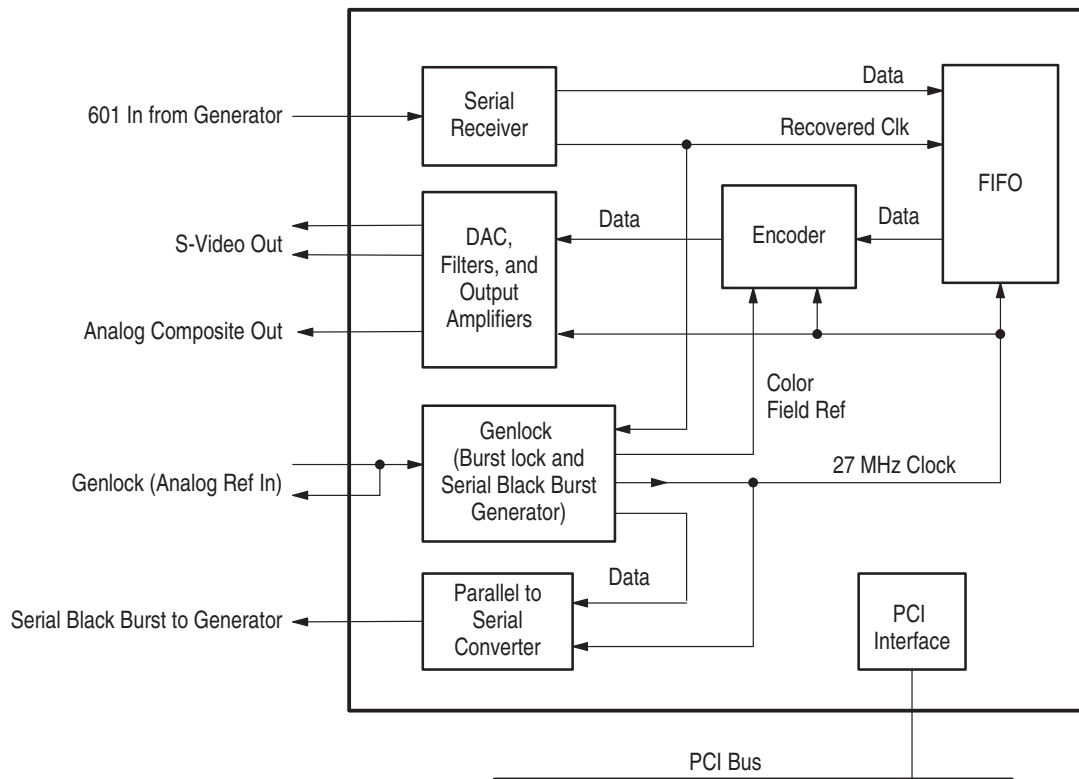 601 In from Generator
Serial
Receiver
Data
Recovered Clk
FIFO
S-Video Out
Analog Composite Out
DAC,
Filters, and
Output
Amplifiers
Data
Encoder
Data
Color
Field Ref
Genlock (Analog Ref In)
Genlock
(Burst lock and
Serial Black Burst
Generator)
27 MHz Clock
Serial Black Burst to Generator
Parallel to
Serial
Converter
Data
PCI
Interface
PCI Bus